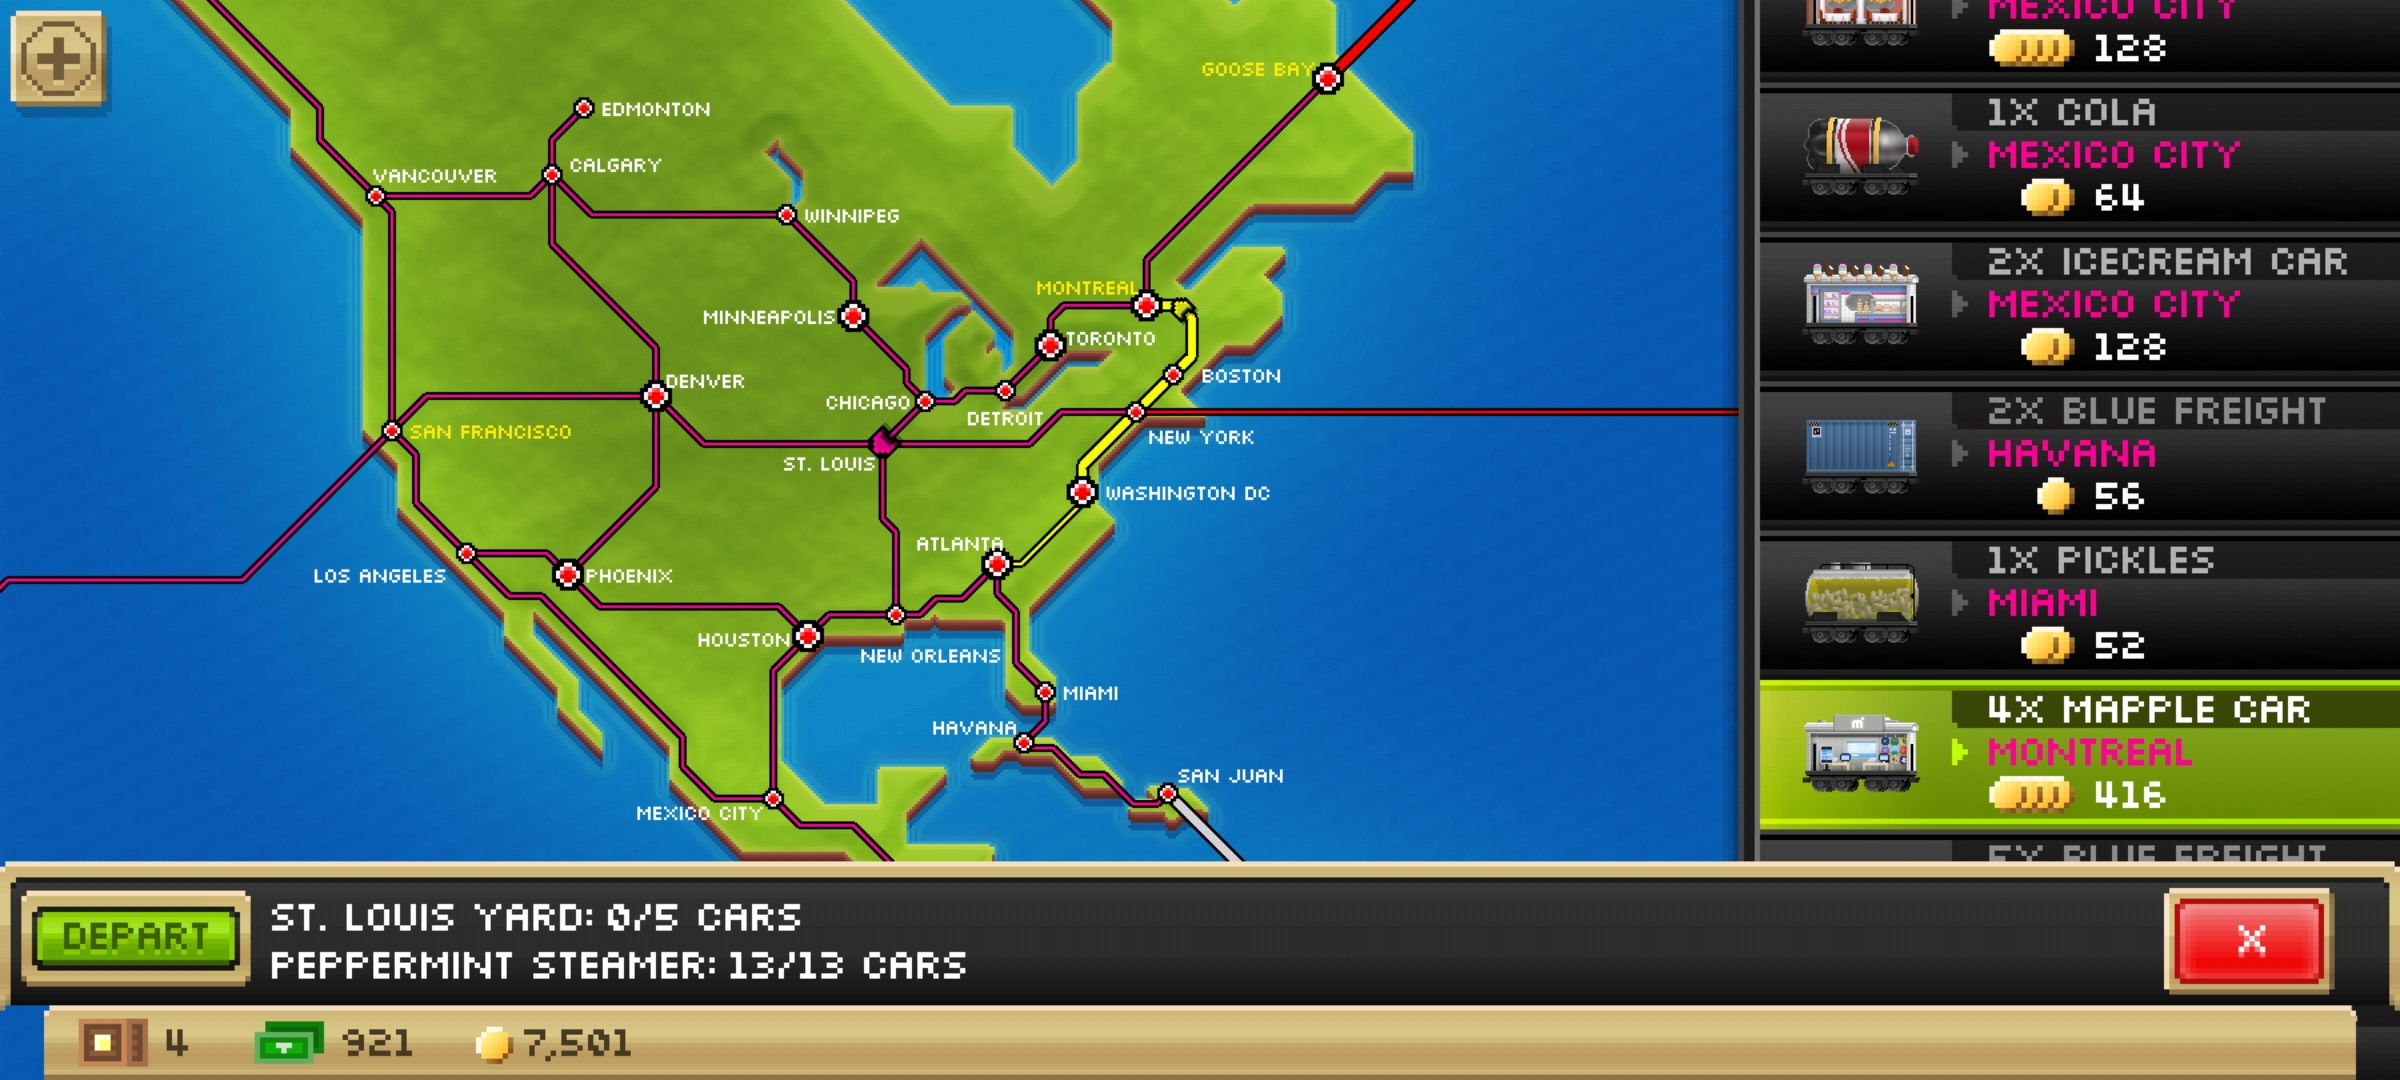 GOOSE BAY
EDMONTON
CALGARY
VANCOUVER
WINNIPEG
MONTREAL
MINNEAPOLIS
TORONTO
BOSTON
DENVER
CHICAGO
DETROIT
SAN FRANCISCO
NEW YORK
ST. LOUIS
WASHINGTON DC
ATLANTA
LOS ANGELES
PHOENIX
HOUSTON
NEW ORLEANS
MIAMI
HAVANA
SAN JUAN
MEXICO CITY
MEXICO CITY
128
1X COLA
MEXICO CITY
64
2X ICECREAM CAR
MEXICO CITY
128
2X BLUE FREIGHT
HAVANA
56
1X PICKLES
MIAMI
52
4X MAPPLE CAR
MONTREAL
416
5X BLUE FREIGHT
DEPART
ST. LOUIS YARD: 0/5 CARS
PEPPERMINT STEAMER: 13/13 CARS
X
4
921
7,501